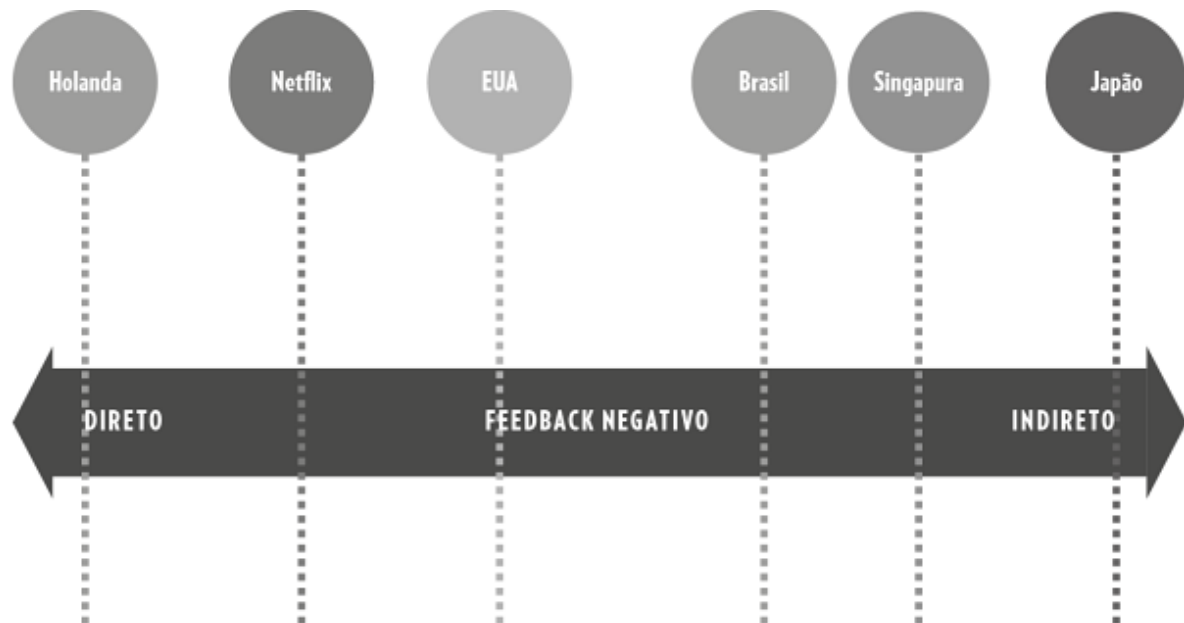 Holanda
Netflix
EUA
Brasil
Singapura
Japão
DIRETO
FEEDBACK NEGATIVO
INDIRETO